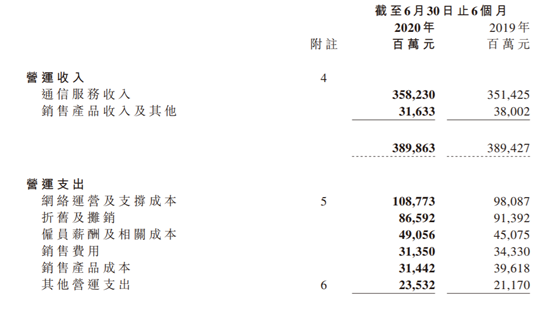 截至6月30日止6個月
2020年 2019年
附註 百萬元 百萬元
營運收入 4
通信服務收入 358,230 351,425
銷售產品收入及其他 31,633 38,002
389,863 389,427
營運支出
網絡運營及支撐成本 5 108,773 98,087
折舊及攤銷 86,592 91,392
僱員薪酬及相關成本 49,056 45,075
銷售費用 31,350 34,330
銷售產品成本 31,442 39,618
其他營運支出 6 23,532 21,170